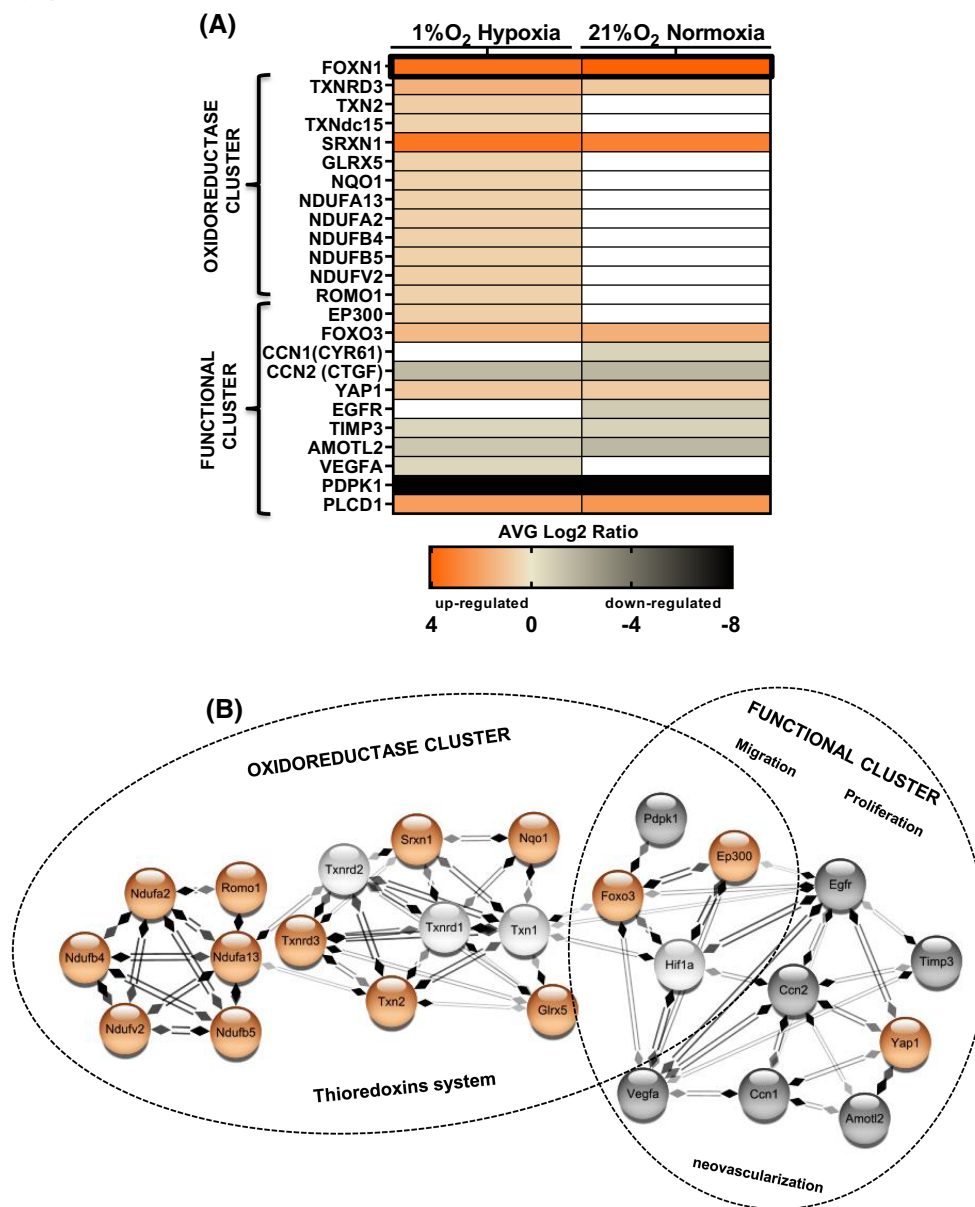 (A)
1%O2 Hypoxia 21%O2 Normoxia
FOXN1
TXNRD3
TXN2
TXNdc15
SRXN1
GLRX5
NQO1
NDUFA13
NDUFA2
NDUFB4
NDUFB5
NDUFV2
ROMO1
EP300
FOXO3
CCN1(CYR61)
CCN2 (CTGF)
YAP1
EGFR
TIMP3
AMOTL2
VEGFA
PDPK1
PLCD1
OXIDOREDUCTASE
CLUSTER
FUNCTIONAL
CLUSTER
AVG Log2 Ratio
up-regulated down-regulated
4 0 -4 -8
(B)
OXIDOREDUCTASE CLUSTER
FUNCTIONAL CLUSTER
Migration
Proliferation
Pdpk1
Srxn1
Nqo1
Ep300
Txnrd2
Egfr
Ndufa2
Romo1
Foxo3
Txnrd3
Txnrd1
Txn1
Ndufb4
Ndufa13
Hif1a
Timp3
Ccn2
Txn2
Glrx5
Ndufv2
Ndufb5
Yap1
Vegfa
Ccn1
Amotl2
Thioredoxins system
neovascularization